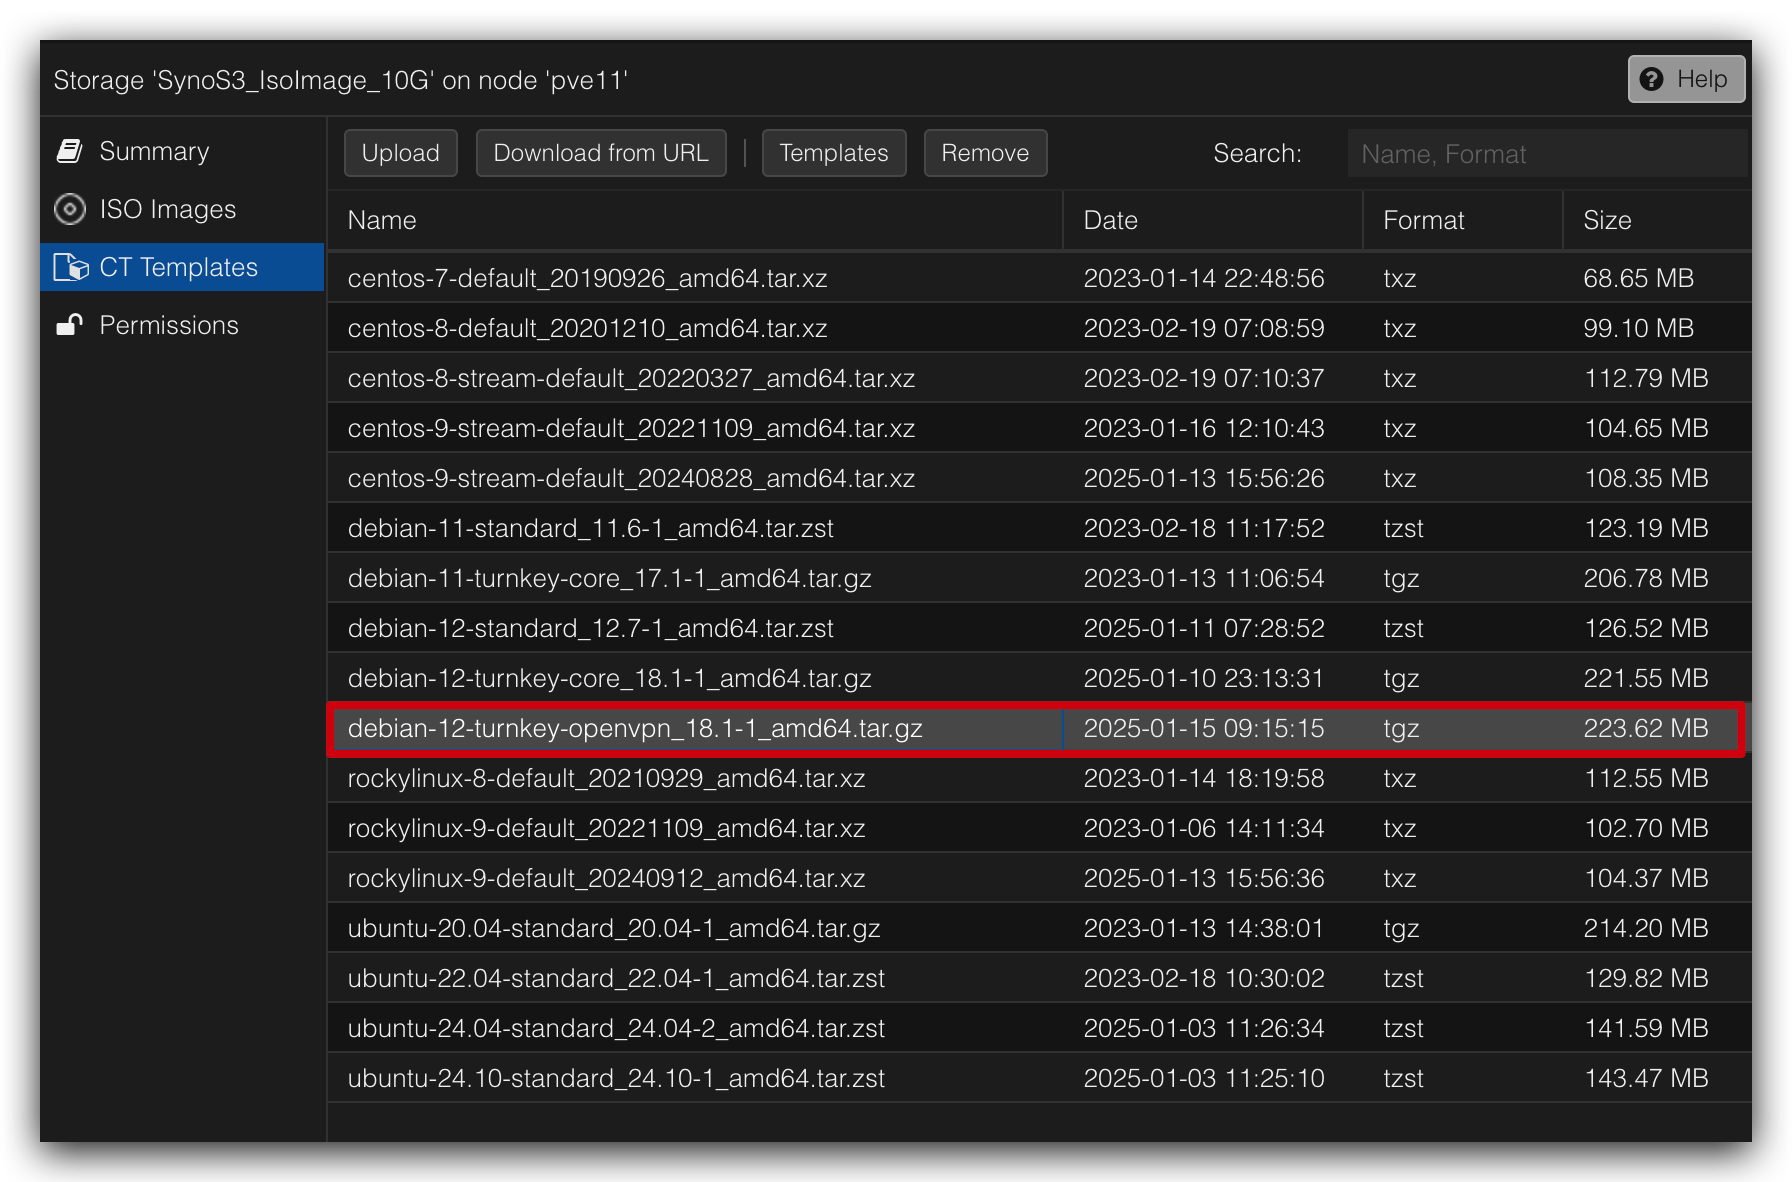 Storage 'SynoS3_IsoImage_10G' on node 'pve11'
Help
Summary
ISO Images
CT Templates
Permissions
Upload Download from URL Templates Remove Search: Name, Format
Name Date Format Size
centos-7-default_20190926_amd64.tar.xz 2023-01-14 22:48:56 txz 68.65 MB
centos-8-default_20201210_amd64.tar.xz 2023-02-19 07:08:59 txz 99.10 MB
centos-8-stream-default_20220327_amd64.tar.xz 2023-02-19 07:10:37 txz 112.79 MB
centos-9-stream-default_20221109_amd64.tar.xz 2023-01-16 12:10:43 txz 104.65 MB
centos-9-stream-default_20240828_amd64.tar.xz 2025-01-13 15:56:26 txz 108.35 MB
debian-11-standard_11.6-1_amd64.tar.zst 2023-02-18 11:17:52 tzst 123.19 MB
debian-11-turnkey-core_17.1-1_amd64.tar.gz 2023-01-13 11:06:54 tgz 206.78 MB
debian-12-standard_12.7-1_amd64.tar.zst 2025-01-11 07:28:52 tzst 126.52 MB
debian-12-turnkey-core_18.1-1_amd64.tar.gz 2025-01-10 23:13:31 tgz 221.55 MB
debian-12-turnkey-openvpn_18.1-1_amd64.tar.gz 2025-01-15 09:15:15 tgz 223.62 MB
rockylinux-8-default_20210929_amd64.tar.xz 2023-01-14 18:19:58 txz 112.55 MB
rockylinux-9-default_20221109_amd64.tar.xz 2023-01-06 14:11:34 txz 102.70 MB
rockylinux-9-default_20240912_amd64.tar.xz 2025-01-13 15:56:36 txz 104.37 MB
ubuntu-20.04-standard_20.04-1_amd64.tar.gz 2023-01-13 14:38:01 tgz 214.20 MB
ubuntu-22.04-standard_22.04-1_amd64.tar.zst 2023-02-18 10:30:02 tzst 129.82 MB
ubuntu-24.04-standard_24.04-2_amd64.tar.zst 2025-01-03 11:26:34 tzst 141.59 MB
ubuntu-24.10-standard_24.10-1_amd64.tar.zst 2025-01-03 11:25:10 tzst 143.47 MB